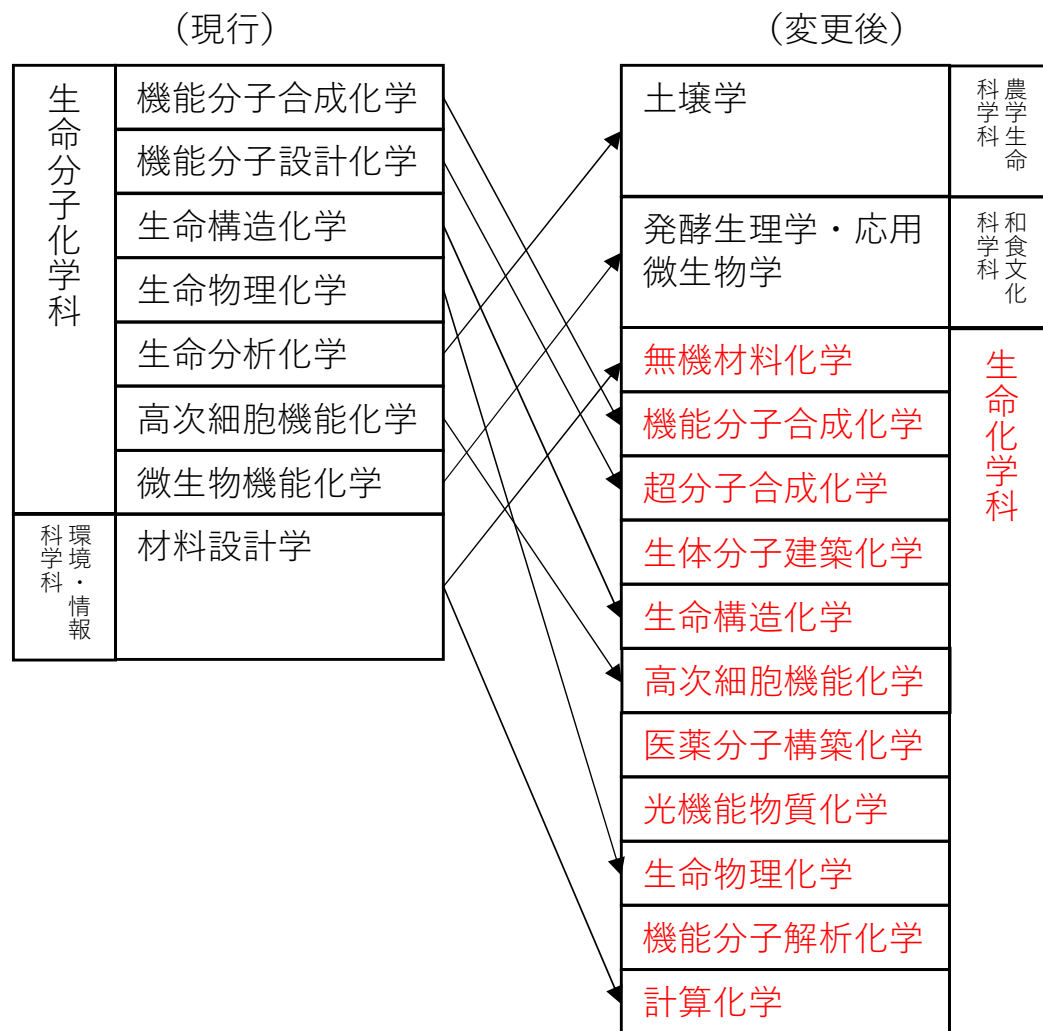 （現行）
生命分子化学科
機能分子合成化学
機能分子設計化学
生命構造化学
生命物理化学
生命分析化学
高次細胞機能化学
微生物機能化学
環境・情報
科学科
材料設計学
（変更後）
土壌学
農学生命
科学科
発酵生理学・応用
微生物学
和食文化
科学科
無機材料化学
機能分子合成化学
超分子合成化学
生体分子建築化学
生命構造化学
高次細胞機能化学
医薬分子構築化学
光機能物質化学
生命物理化学
機能分子解析化学
計算化学
生命化学科